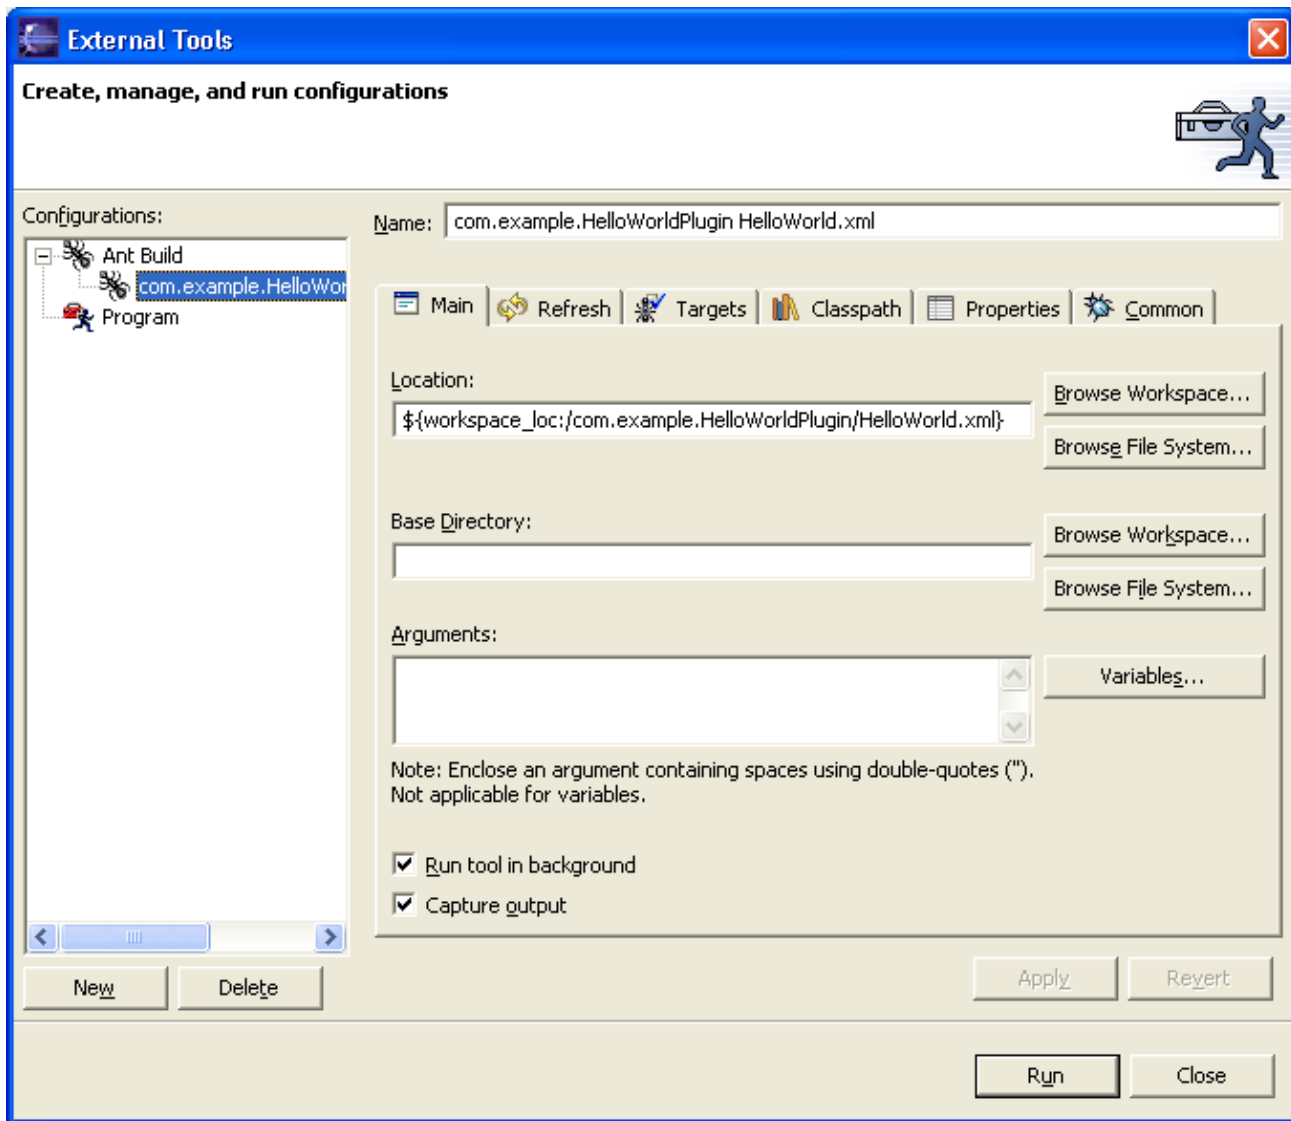 External Tools
Create, manage, and run configurations
Configurations:
Ant Build
com.example.HelloWor
Program
New
Delete
Name:
com.example.HelloWorldPlugin HelloWorld.xml
Main
Refresh
Targets
Classpath
Properties
Common
Location:
${workspace_loc:/com.example.HelloWorldPlugin/HelloWorld.xml}
Browse Workspace...
Browse File System...
Base Directory:
Browse Workspace...
Browse File System...
Arguments:
Variables...
Note: Enclose an argument containing spaces using double-quotes (").
Not applicable for variables.
Run tool in background
Capture output
Apply
Revert
Run
Close